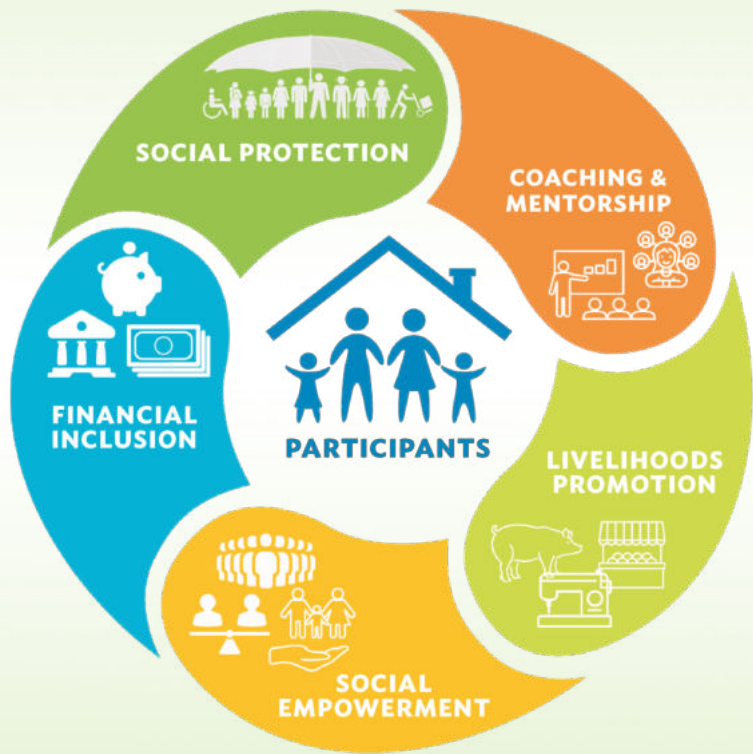 SOCIAL PROTECTION
COACHING &
MENTORSHIP
FINANCIAL
INCLUSION
PARTICIPANTS
LIVELIHOODS
PROMOTION
SOCIAL
EMPOWERMENT